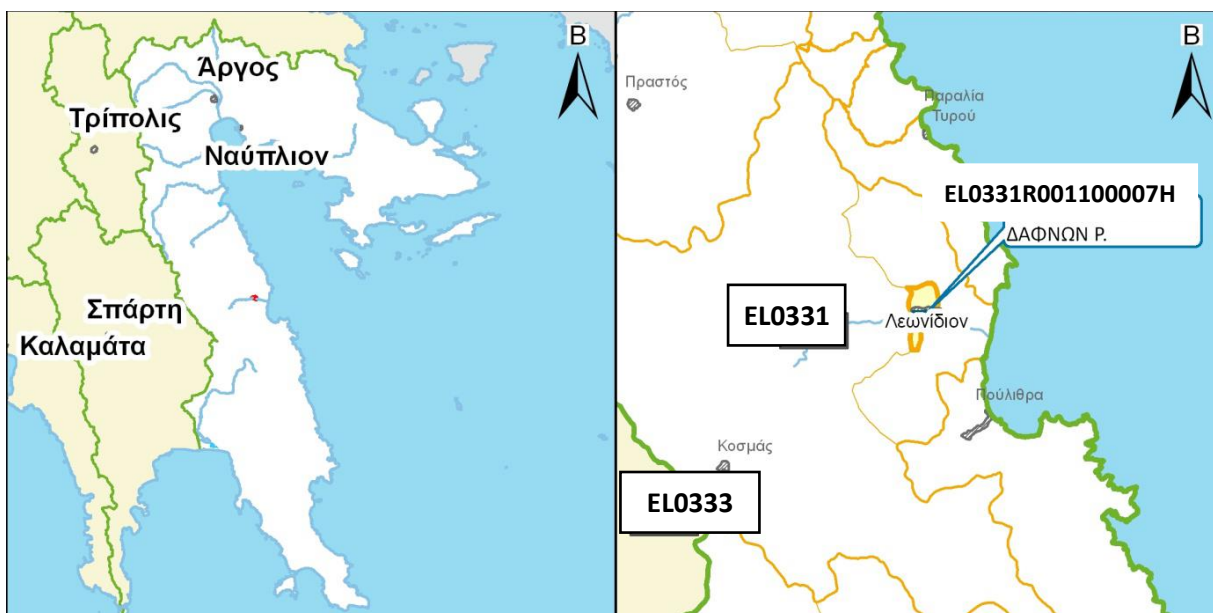 Β
Άργος
Τρίπολις
Ναύπλιον
Σπάρτη
Καλαμάτα
Β
Πραστός
Παραλία
Τυρού
EL0331R001100007H
ΔΑΦΝΩΝ Ρ.
EL0331
Λεωνίδιον
Πούλιθρα
Κοσμάς
EL0333